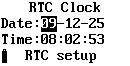 RTC Clock
Date:09-12-25
Time:08:02:53
RTC setup